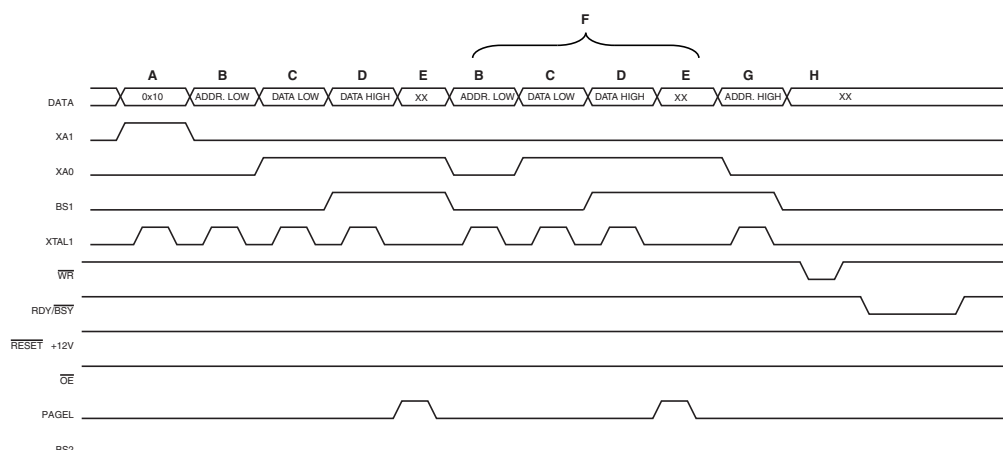 F
A B C D E B C D E G H
DATA 0x10 ADDR. LOW DATA LOW DATA HIGH XX ADDR. LOW DATA LOW DATA HIGH XX ADDR. HIGH XX
XA1
XA0
BS1
XTAL1
WR
RDY/BSY
RESET +12V
OE
PAGEL
BS2